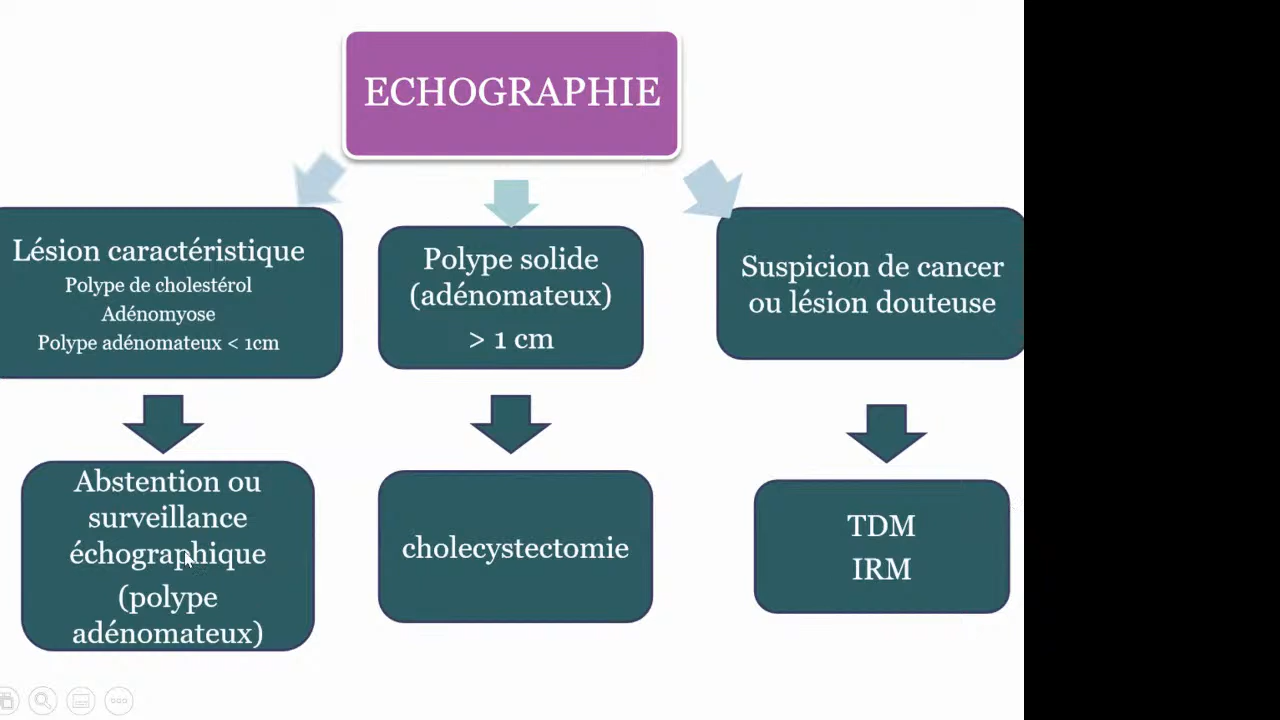 ECHOGRAPHIE
Lésion caractéristique
Polype de cholestérol
Adénomyose
Polype adénomateux < 1cm
Polype solide
(adénomateux)
> 1 cm
Suspicion de cancer
ou lésion douteuse
Abstention ou
surveillance
échographique
(polype
adénomateux)
cholecystectomie
TDM
IRM